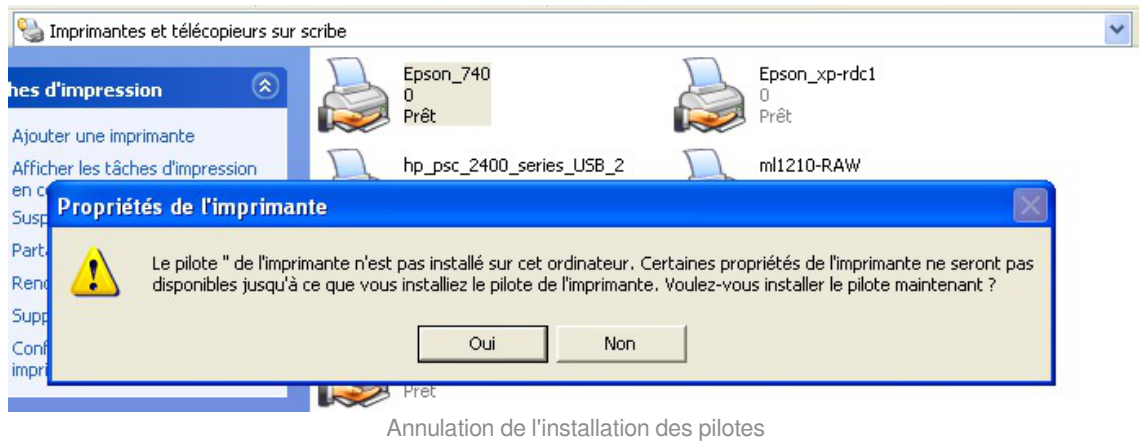 Imprimantes et télécopieurs sur scribe
hes d'impression
Ajouter une imprimante
Afficher les tâches d'impression
en c
Susp
Part
Rend
Supp
Conf
impri
Epson_740
0
Prêt
Epson_xp-rdc1
0
Prêt
hp_psc_2400_series_USB_2
ml1210-RAW
Propriétés de l'imprimante
Le pilote '' de l'imprimante n'est pas installé sur cet ordinateur. Certaines propriétés de l'imprimante ne seront pas
disponibles jusqu'à ce que vous installiez le pilote de l'imprimante. Voulez-vous installer le pilote maintenant ?
Oui
Non
Prêt
Annulation de l'installation des pilotes